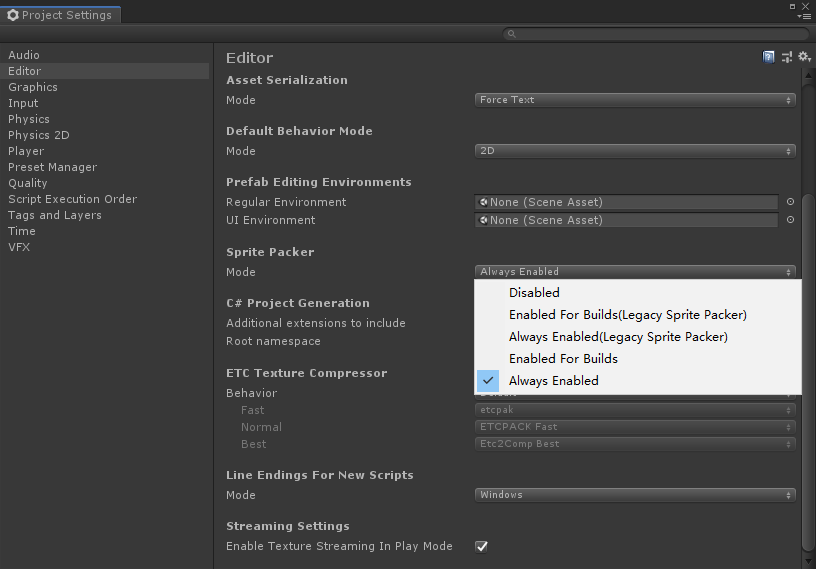 Project Settings
Audio
Editor
Graphics
Input
Physics
Physics 2D
Player
Preset Manager
Quality
Script Execution Order
Tags and Layers
Time
VFX
Editor
Asset Serialization
Mode Force Text
Default Behavior Mode
Mode 2D
Prefab Editing Environments
Regular Environment None (Scene Asset)
UI Environment None (Scene Asset)
Sprite Packer
Mode Always Enabled
Disabled
Enabled For Builds(Legacy Sprite Packer)
Always Enabled(Legacy Sprite Packer)
Enabled For Builds
Always Enabled
C# Project Generation
Additional extensions to include
Root namespace
ETC Texture Compressor
Behavior
Fast etcpak
Normal ETCPACK Fast
Best Etc2Comp Best
Line Endings For New Scripts
Mode Windows
Streaming Settings
Enable Texture Streaming In Play Mode